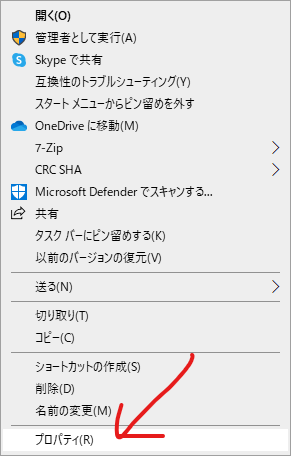 開く(O)
管理者として実行(A)
Skype で共有
互換性のトラブルシューティング(Y)
スタート メニューからピン留めを外す
OneDrive に移動(M)
7-Zip
CRC SHA
Microsoft Defender でスキャンする...
共有
タスク バーにピン留めする(K)
以前のバージョンの復元(V)
送る(N)
切り取り(T)
コピー(C)
ショートカットの作成(S)
削除(D)
名前の変更(M)
プロパティ(R)